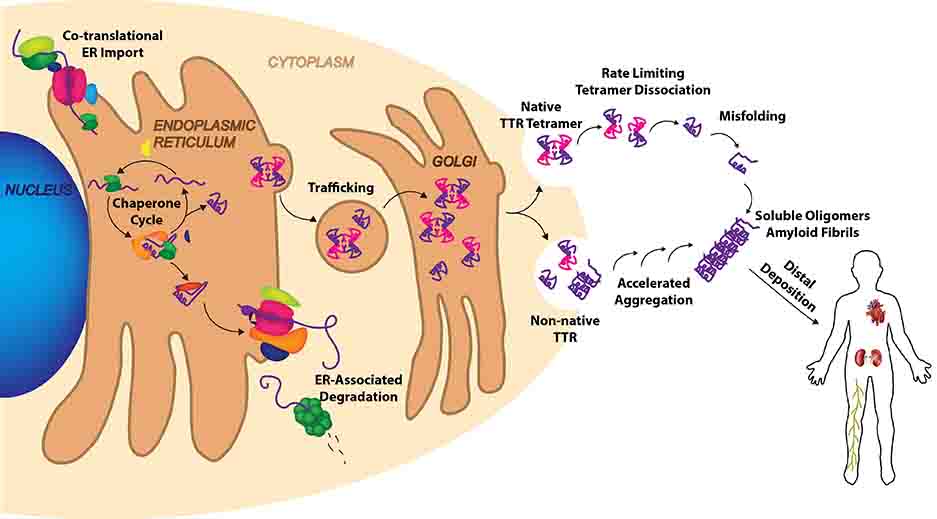 Co-translational
ER Import
CYTOPLASM
ENDOPLASMIC
RETICULUM
NUCLEUS
Chaperone
Cycle
ER-Associated
Degradation
Trafficking
GOLGI
Native
TTR Tetramer
Rate Limiting
Tetramer Dissociation
Misfolding
Soluble Oligomers
Amyloid Fibrils
Non-native
TTR
Accelerated
Aggregation
Distal
Deposition